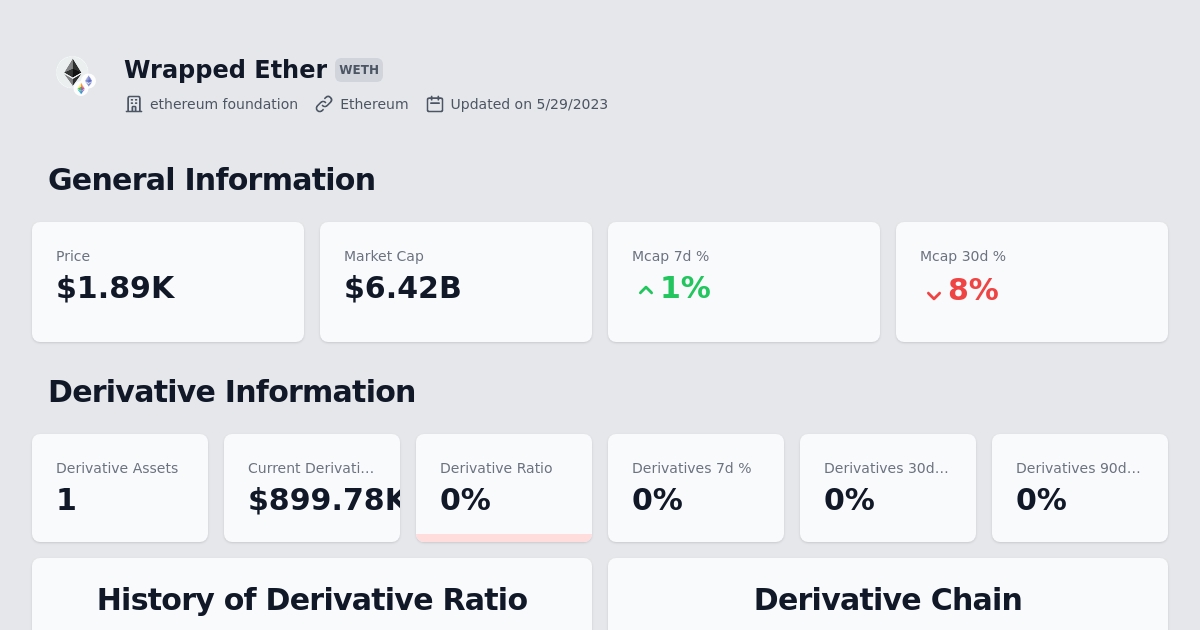 Wrapped Ether WETH
ethereum foundation Ethereum Updated on 5/29/2023
General Information
Price Market Cap Mcap 7d % Mcap 30d %
$1.89K $6.42B 1% 8%
Derivative Information
Derivative Assets Current Derivati... Derivative Ratio Derivatives 7d % Derivatives 30d... Derivatives 90d...
1 $899.78K 0% 0% 0% 0%
History of Derivative Ratio Derivative Chain